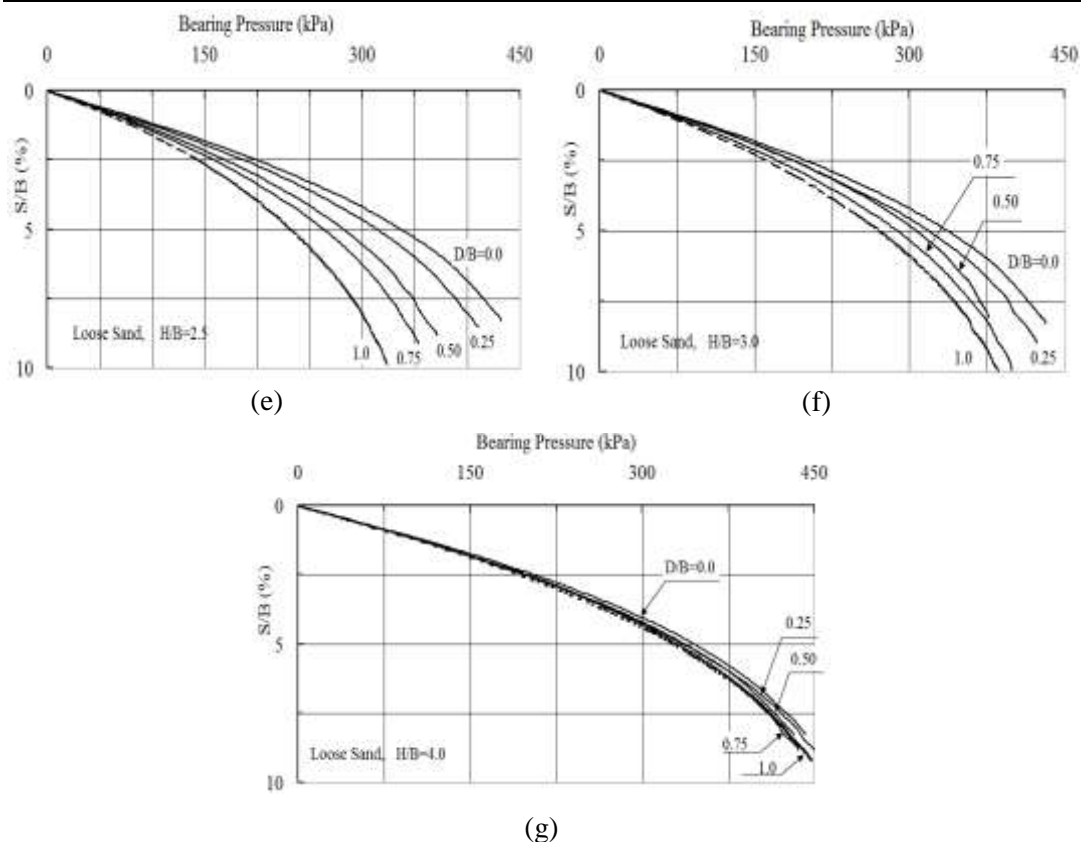 Bearing Pressure (kPa)
0 150 300 450
0
S/B (%)
5
10
D/B=0.0
0.25
0.50
0.75
1.0
Loose Sand, H/B=2.5
(e)
Bearing Pressure (kPa)
0 150 300 450
0
S/B (%)
5
10
0.75
0.50
D/B=0.0
Loose Sand, H/B=3.0
1.0
0.25
(f)
Bearing Pressure (kPa)
0 150 300 450
0
S/B (%)
5
10
D/B=0.0
0.25
0.50
0.75
1.0
Loose Sand, H/B=4.0
(g)